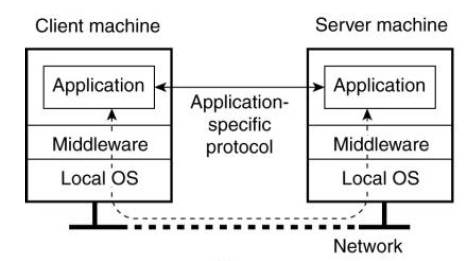 Client machine
Server machine
Application
Application
Application-
specific
protocol
Middleware
Middleware
Local OS
Local OS
Network